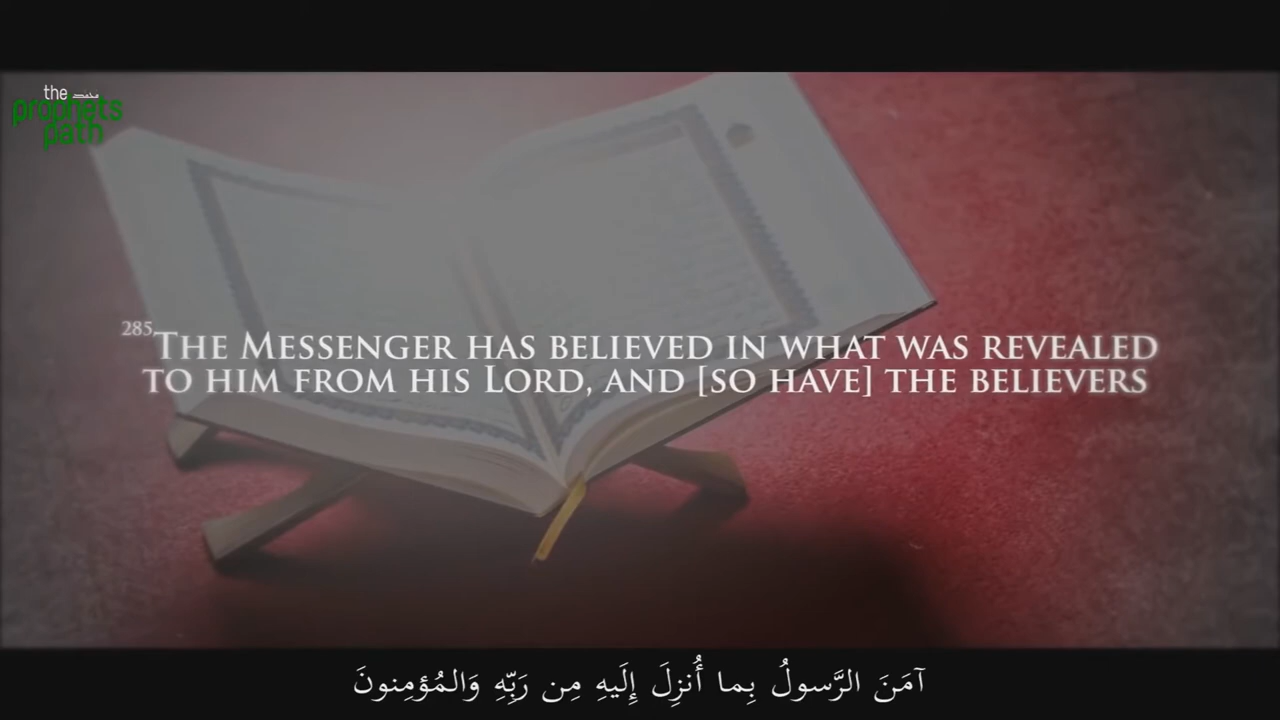 the
prophets
path
285 THE MESSENGER HAS BELIEVED IN WHAT WAS REVEALED
TO HIM FROM HIS LORD, AND [SO HAVE] THE BELIEVERS
آمَنَ الرَّسولُ بِما أُنزِلَ إِلَيهِ مِن رَبِّهِ وَالمُؤمِنونَ